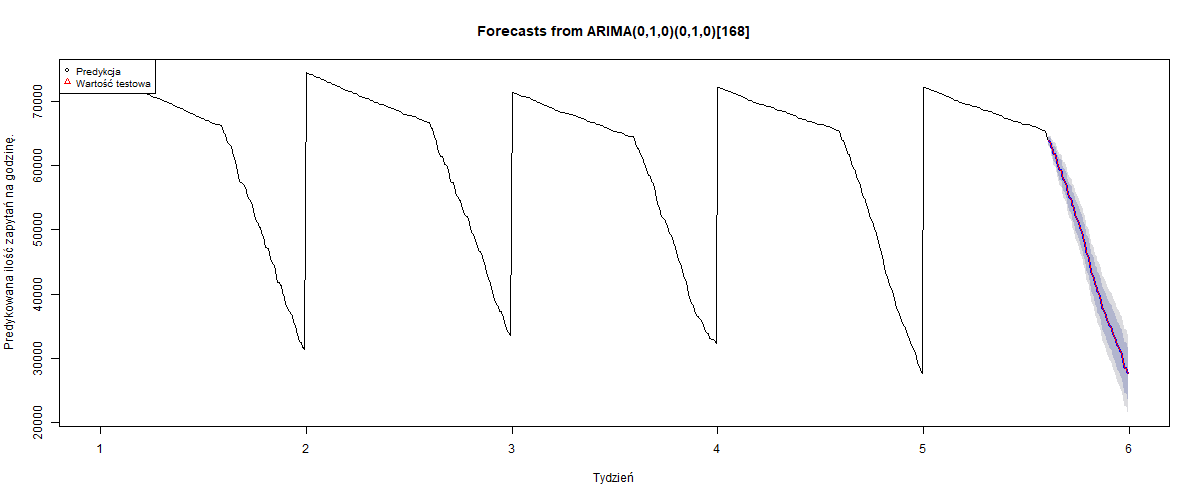 Forecasts from ARIMA(0,1,0)(0,1,0)[168]
Predykcja
Wartość testowa
Predykowana ilość zapytań na godzinę.
70000
60000
50000
40000
30000
20000
1 2 3 4 5 6
Tydzień